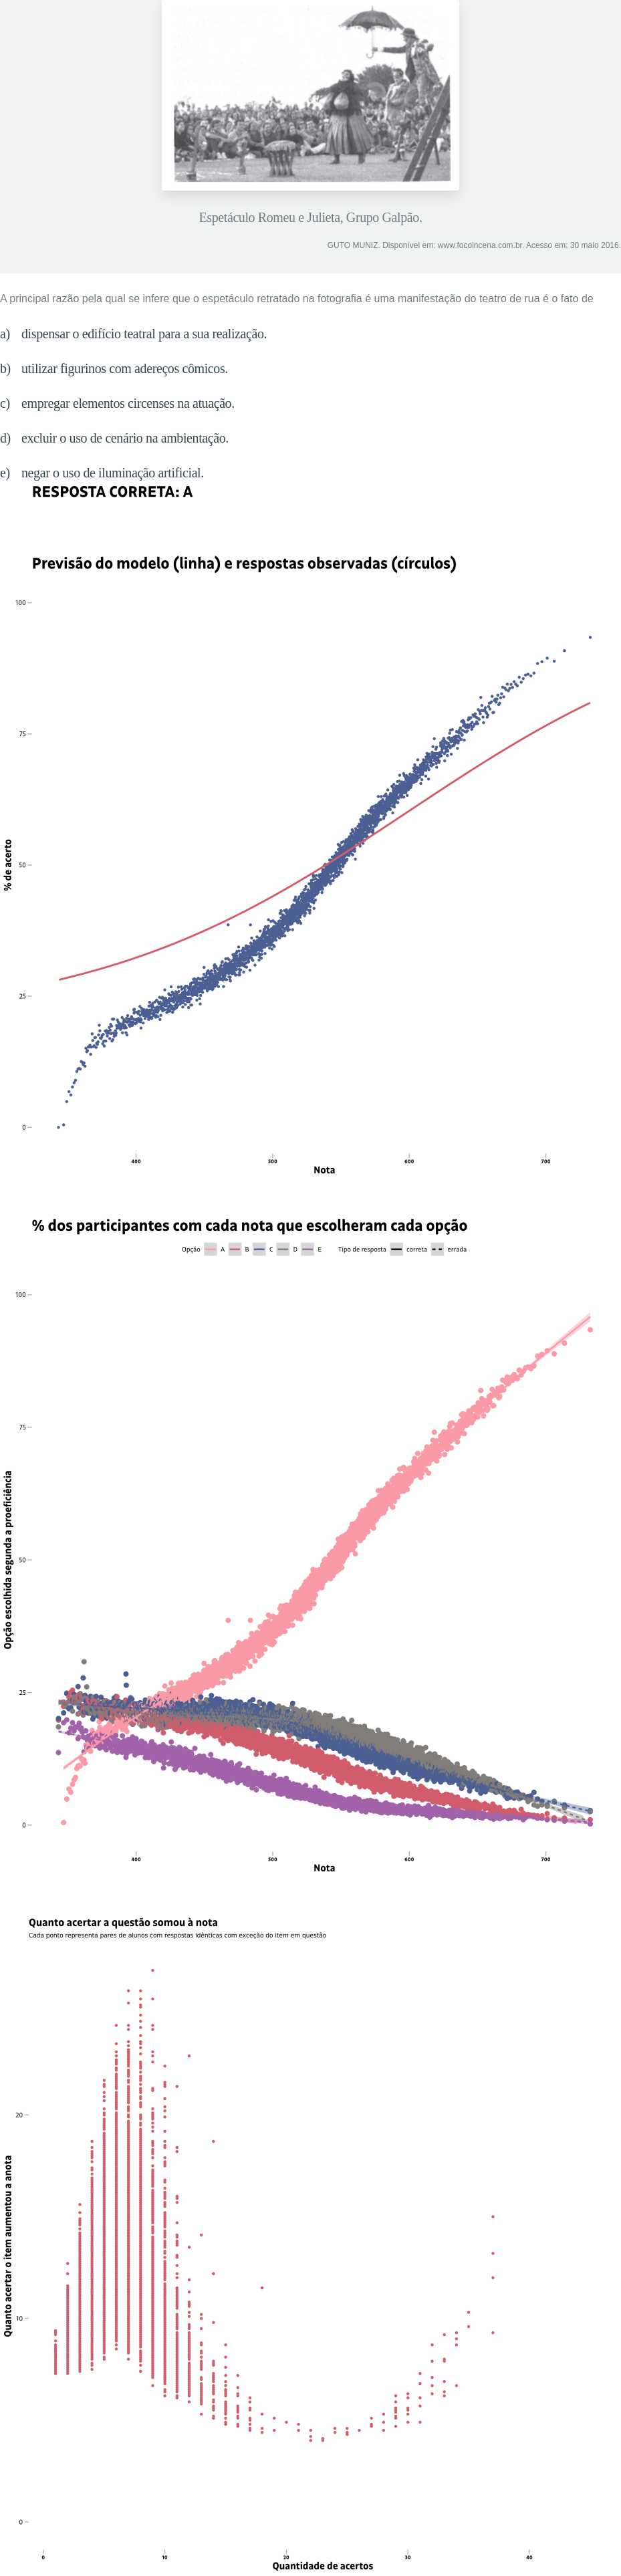 Espetáculo Romeu e Julieta, Grupo Galpão.
GUTO MUNIZ. Disponível em: www.focoincena.com.br. Acesso em: 30 maio 2016.
A principal razão pela qual se infere que o espetáculo retratado na fotografia é uma manifestação do teatro de rua é o fato de
a) dispensar o edifício teatral para a sua realização.
b) utilizar figurinos com adereços cômicos.
c) empregar elementos circenses na atuação.
d) excluir o uso de cenário na ambientação.
e) negar o uso de iluminação artificial.
RESPOSTA CORRETA: A
Previsão do modelo (linha) e respostas observadas (círculos)
100
75
50
25
0
% de acerto
400 500 600 700
Nota
% dos participantes com cada nota que escolheram cada opção
Opção A B C D E Tipo de resposta correta errada
100
75
50
25
0
Opção escolhida segunda a proeficiência
400 500 600 700
Nota
Quanto acertar a questão somou à nota
Cada ponto representa pares de alunos com respostas idênticas com exceção do item em questão
20
10
0
Quanto acertar o item aumentou a anota
0 10 20 30 40
Quantidade de acertos